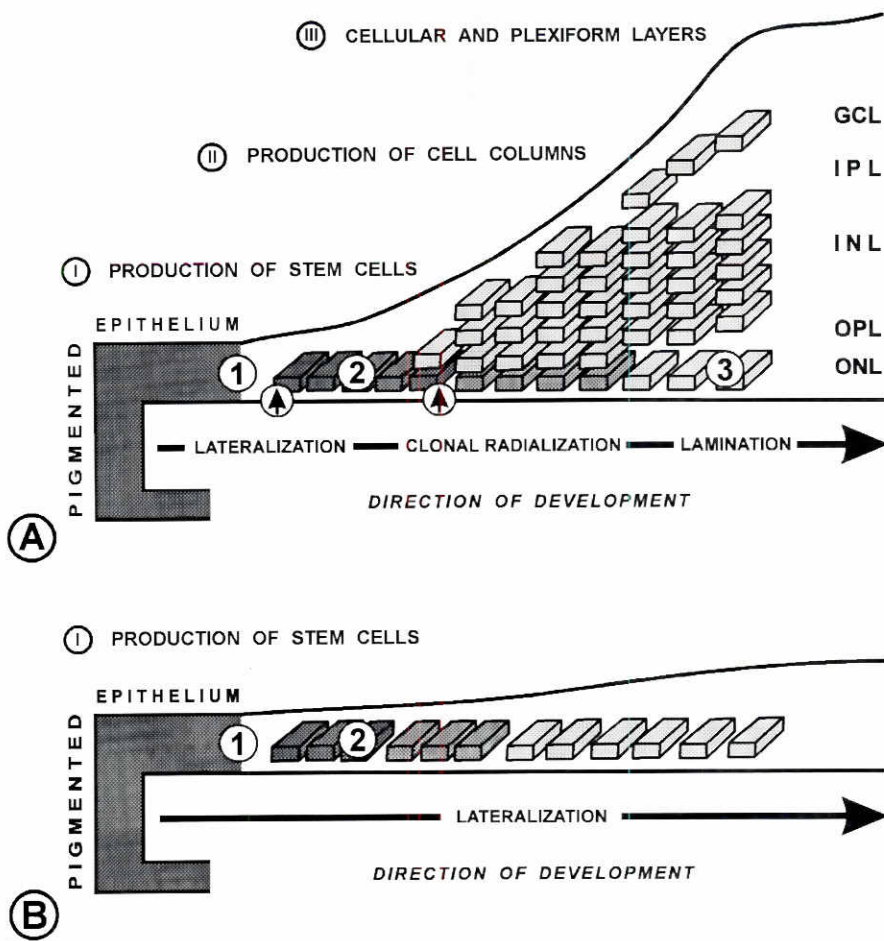 III CELLULAR AND PLEXIFORM LAYERS
GCL
II PRODUCTION OF CELL COLUMNS
IPL
INL
I PRODUCTION OF STEM CELLS
EPITHELIUM
OPL
1 2 3 ONL
PIGMENTED
LATERALIZATION CLONAL RADIALIZATION LAMINATION
DIRECTION OF DEVELOPMENT
A
I PRODUCTION OF STEM CELLS
EPITHELIUM
1 2
PIGMENTED
LATERALIZATION
DIRECTION OF DEVELOPMENT
B